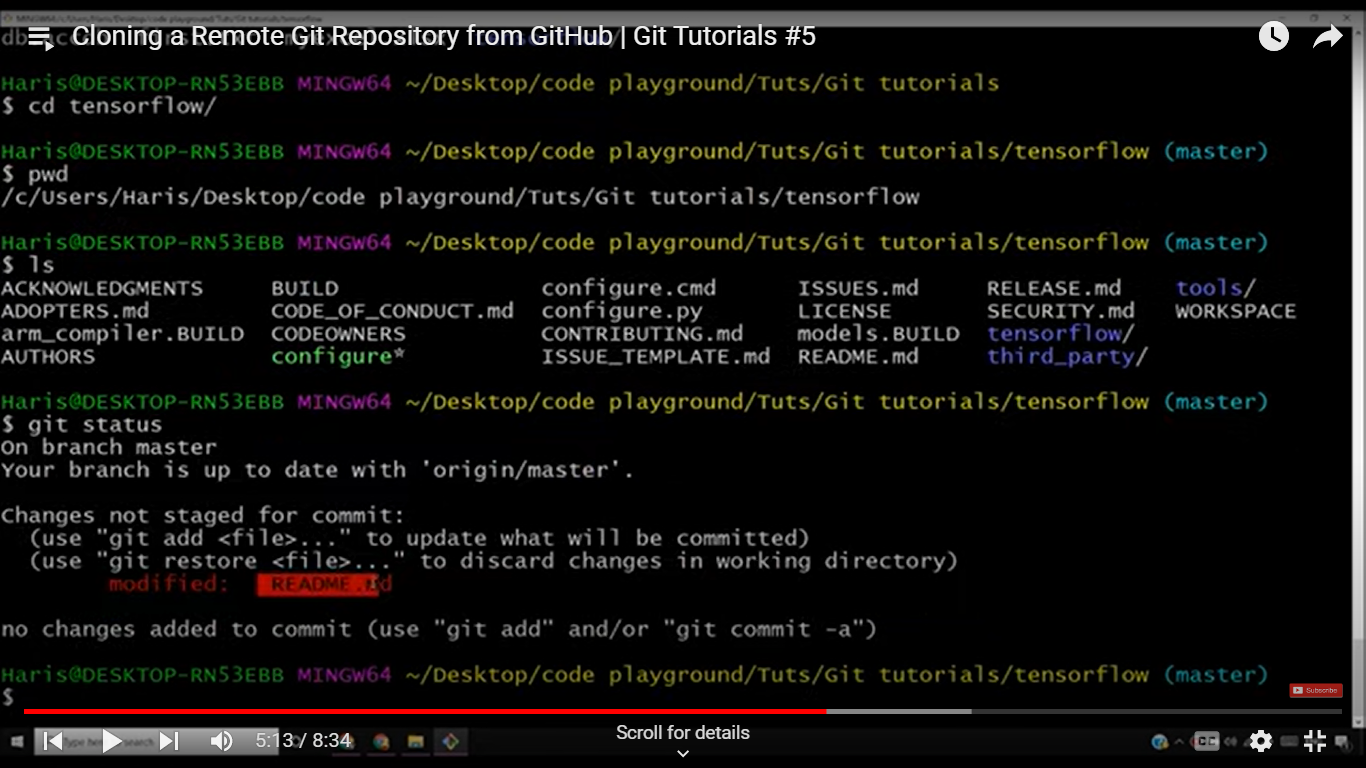 Cloning a Remote Git Repository from GitHub | Git Tutorials #5
Haris@DESKTOP-RN53EBB MINGW64 ~/Desktop/code playground/Tuts/Git tutorials
$ cd tensorflow/
Haris@DESKTOP-RN53EBB MINGW64 ~/Desktop/code playground/Tuts/Git tutorials/tensorflow (master)
$ pwd
/c/Users/Haris/Desktop/code playground/Tuts/Git tutorials/tensorflow
Haris@DESKTOP-RN53EBB MINGW64 ~/Desktop/code playground/Tuts/Git tutorials/tensorflow (master)
$ ls
ACKNOWLEDGMENTS BUILD configure.cmd ISSUES.md RELEASE.md tools/
ADOPTERS.md CODE_OF_CONDUCT.md configure.py LICENSE SECURITY.md WORKSPACE
arm_compiler.BUILD CODEOWNERS CONTRIBUTING.md models.BUILD tensorflow/
AUTHORS configure* ISSUE_TEMPLATE.md README.md third_party/
Haris@DESKTOP-RN53EBB MINGW64 ~/Desktop/code playground/Tuts/Git tutorials/tensorflow (master)
$ git status
On branch master
Your branch is up to date with 'origin/master'.
Changes not staged for commit:
(use "git add <file>..." to update what will be committed)
(use "git restore <file>..." to discard changes in working directory)
modified: README.md
no changes added to commit (use "git add" and/or "git commit -a")
Haris@DESKTOP-RN53EBB MINGW64 ~/Desktop/code playground/Tuts/Git tutorials/tensorflow (master)
$
Subscribe
Scroll for details
5:13 / 8:34